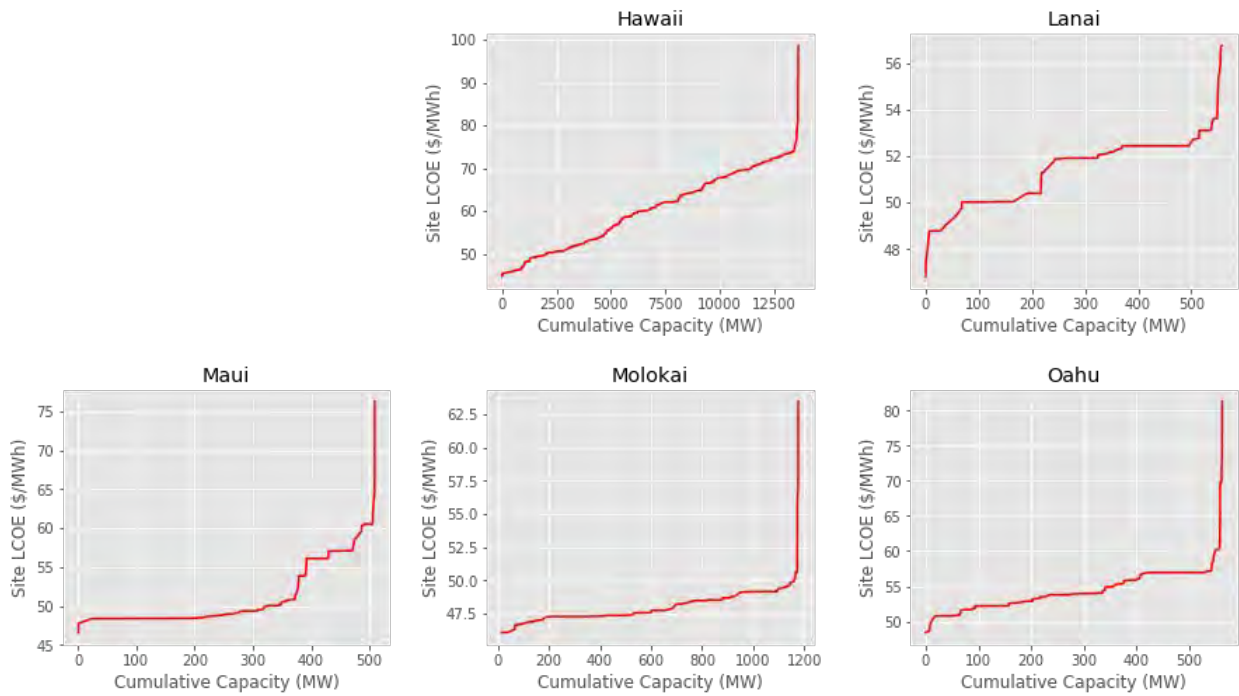 Hawaii
Site LCOE ($/MWh)
100
90
80
70
60
50
0 2500 5000 7500 10000 12500
Cumulative Capacity (MW)
Lanai
Site LCOE ($/MWh)
56
54
52
50
48
0 100 200 300 400 500
Cumulative Capacity (MW)
Maui
Site LCOE ($/MWh)
75
70
65
60
55
50
45
0 100 200 300 400 500
Cumulative Capacity (MW)
Molokai
Site LCOE ($/MWh)
62.5
60.0
57.5
55.0
52.5
50.0
47.5
0 200 400 600 800 1000 1200
Cumulative Capacity (MW)
Oahu
Site LCOE ($/MWh)
80
75
70
65
60
55
50
0 100 200 300 400 500
Cumulative Capacity (MW)